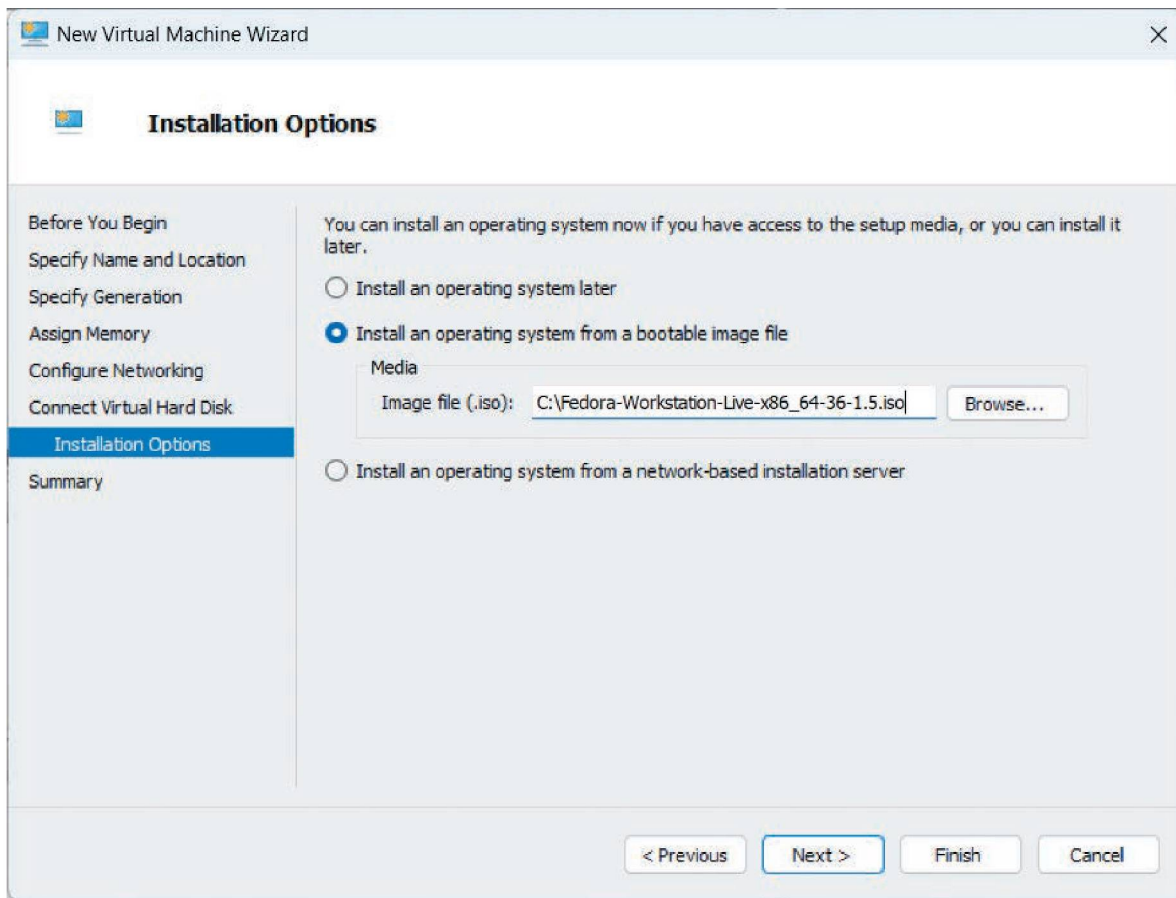 New Virtual Machine Wizard
Installation Options
Before You Begin
Specify Name and Location
Specify Generation
Assign Memory
Configure Networking
Connect Virtual Hard Disk
Installation Options
Summary
You can install an operating system now if you have access to the setup media, or you can install it
later.
Install an operating system later
Install an operating system from a bootable image file
Media
Image file (.iso): C:\Fedora-Workstation-Live-x86_64-36-1.5.iso Browse...
Install an operating system from a network-based installation server
< Previous Next > Finish Cancel